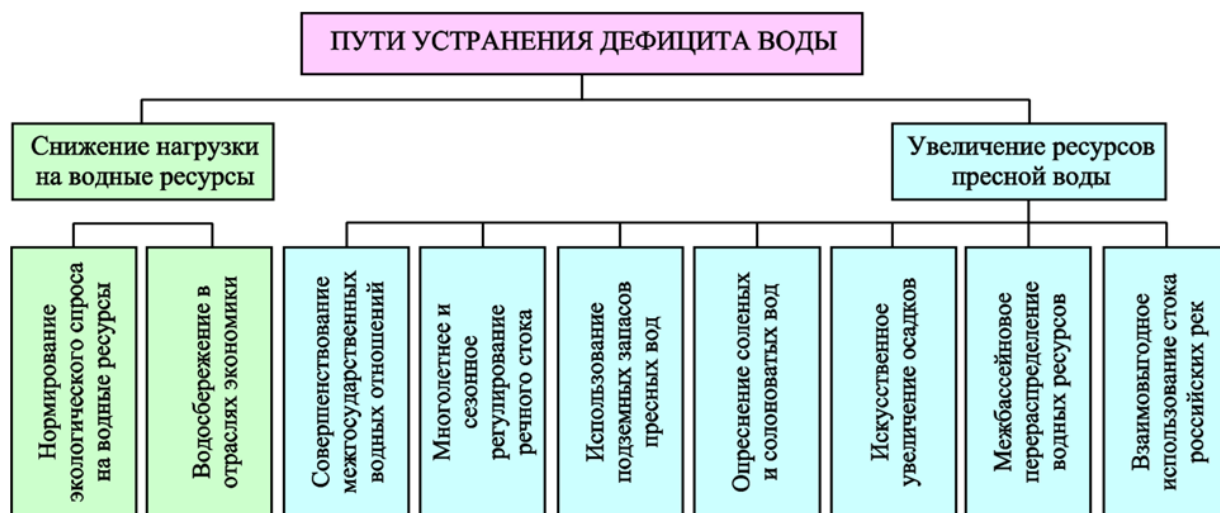 ПУТИ УСТРАНЕНИЯ ДЕФИЦИТА ВОДЫ
Снижение нагрузки
на водные ресурсы
Увеличение ресурсов
пресной воды
Нормирование
экологического спроса
на водные ресурсы
Водосбережение в
отраслях экономики
Совершенствование
межгосударственных
водных отношений
Многолетнее и
сезонное
регулирование
речного стока
Использование
подземных запасов
пресных вод
Опреснение соленых
и солоноватых вод
Искусственное
увеличение осадков
Межбассейновое
перераспределение
водных ресурсов
Взаимовыгодное
использование стока
российских рек